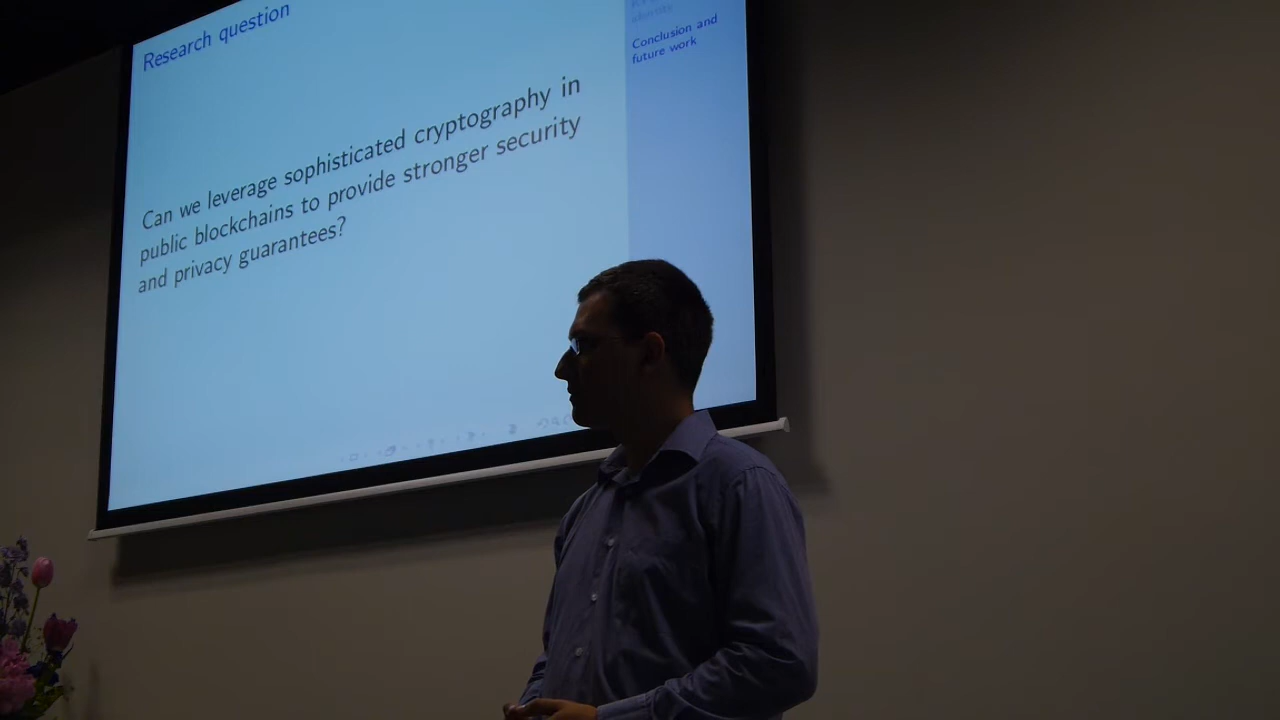 Research question
Can we leverage sophisticated cryptography in
public blockchains to provide stronger security
and privacy guarantees?
identity
Conclusion and
future work